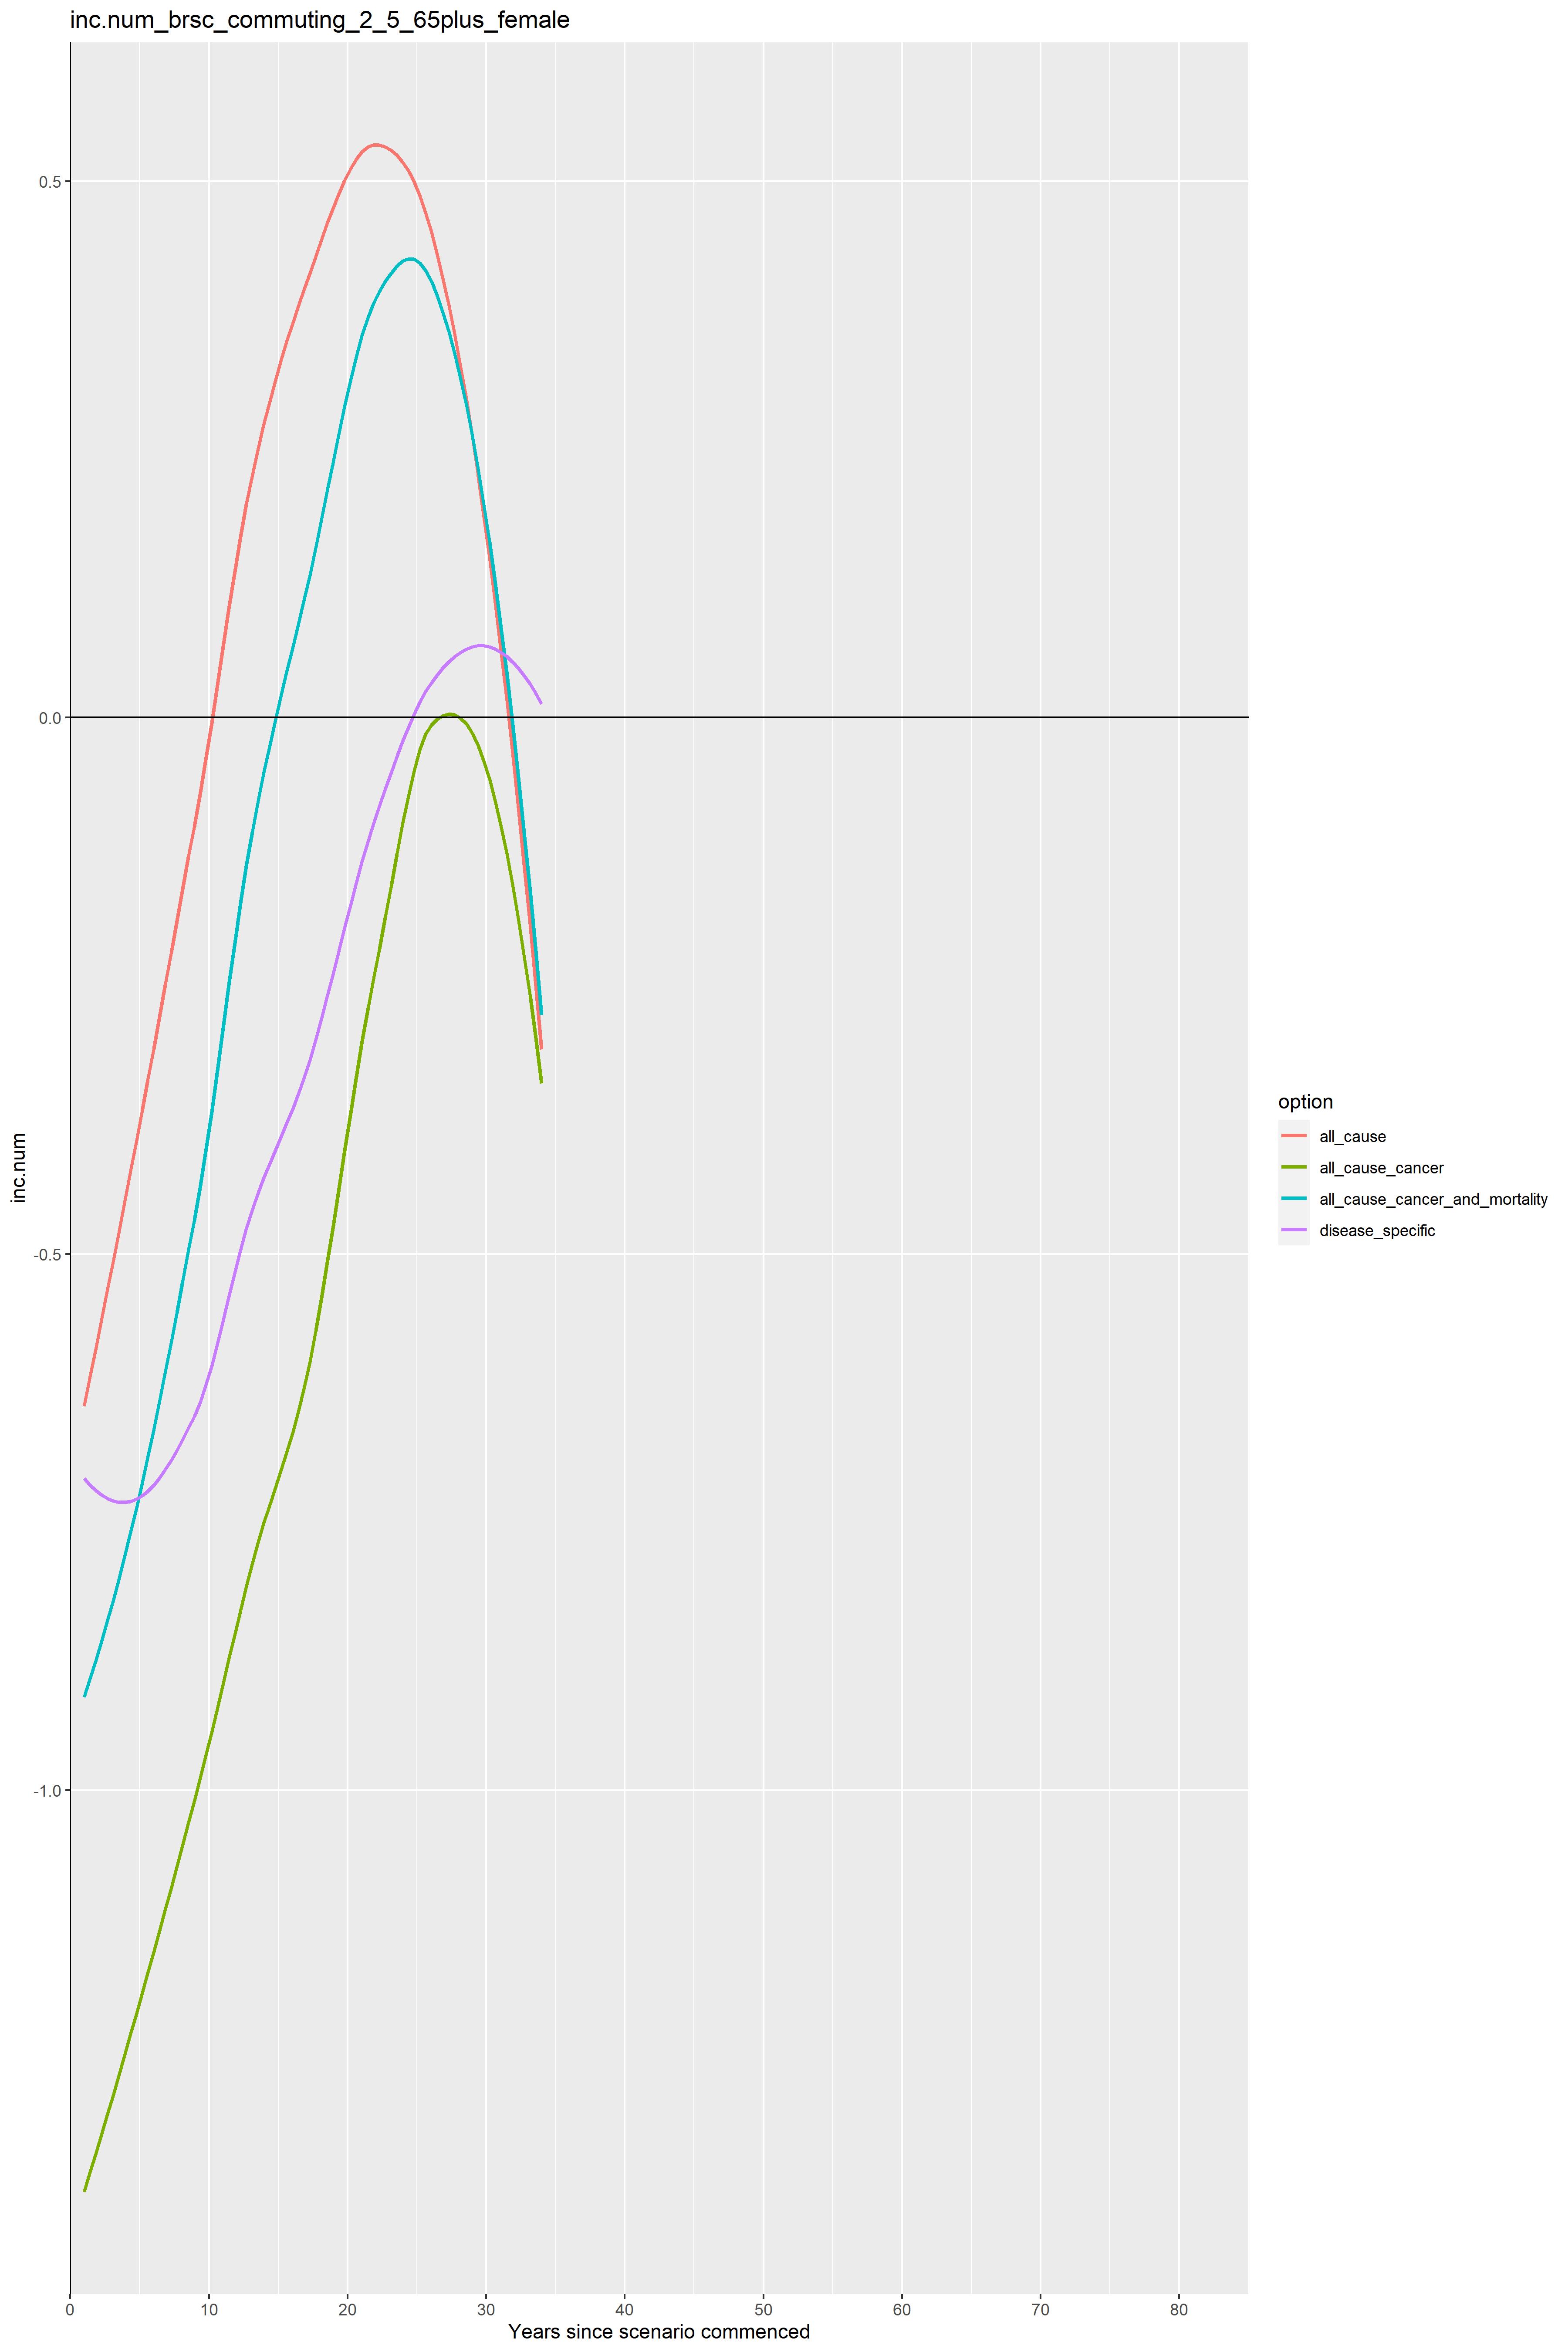 inc.num_brsc_commuting_2_5_65plus_female
0.5
0.0
-0.5
-1.0
inc.num
0 10 20 30 40 50 60 70 80
Years since scenario commenced
option
all_cause
all_cause_cancer
all_cause_cancer_and_mortality
disease_specific